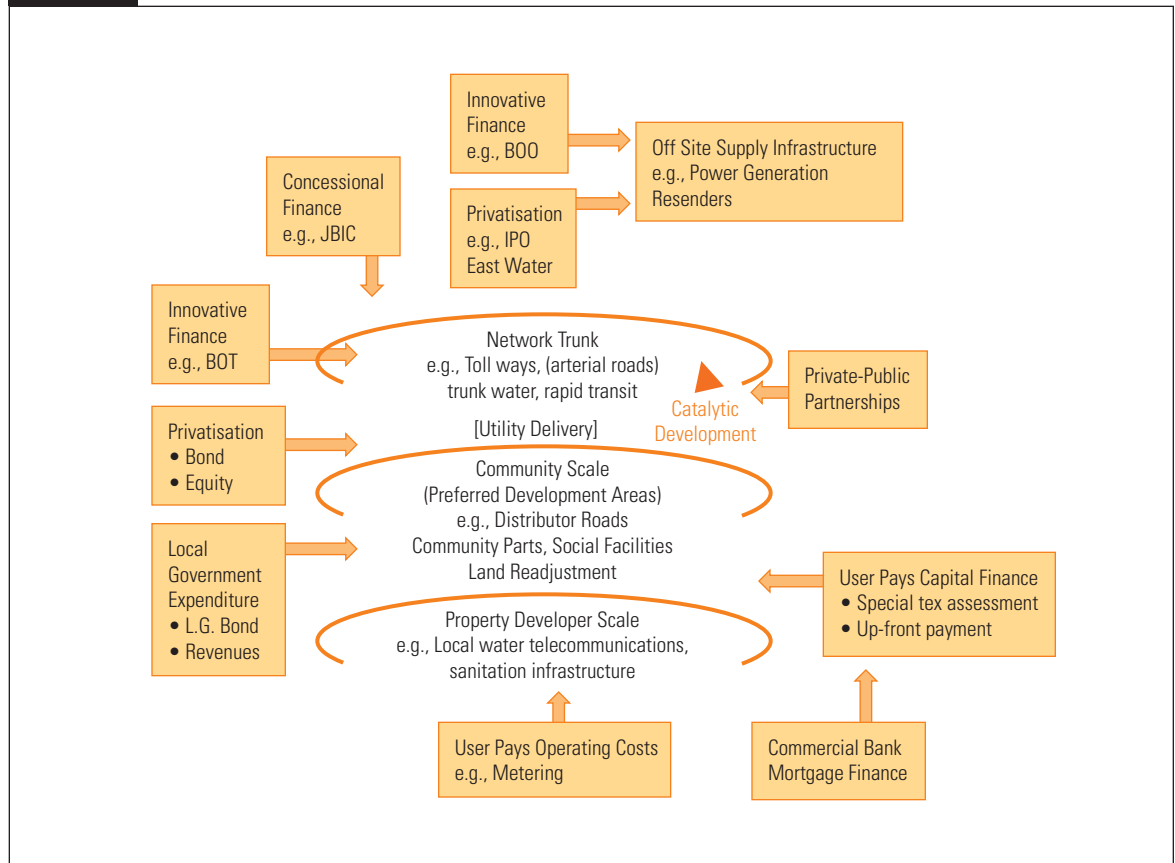 Innovative
Finance
e.g., BOO
Off Site Supply Infrastructure
e.g., Power Generation
Resenders
Concessional
Finance
e.g., JBIC
Privatisation
e.g., IPO
East Water
Innovative
Finance
e.g., BOT
Network Trunk
e.g., Toll ways, (arterial roads)
trunk water, rapid transit
Private-Public
Partnerships
Catalytic
Development
[Utility Delivery]
Privatisation
• Bond
• Equity
Community Scale
(Preferred Development Areas)
e.g., Distributor Roads
Community Parts, Social Facilities
Land Readjustment
Local
Government
Expenditure
• L.G. Bond
• Revenues
User Pays Capital Finance
• Special tex assessment
• Up-front payment
Property Developer Scale
e.g., Local water telecommunications,
sanitation infrastructure
User Pays Operating Costs
e.g., Metering
Commercial Bank
Mortgage Finance